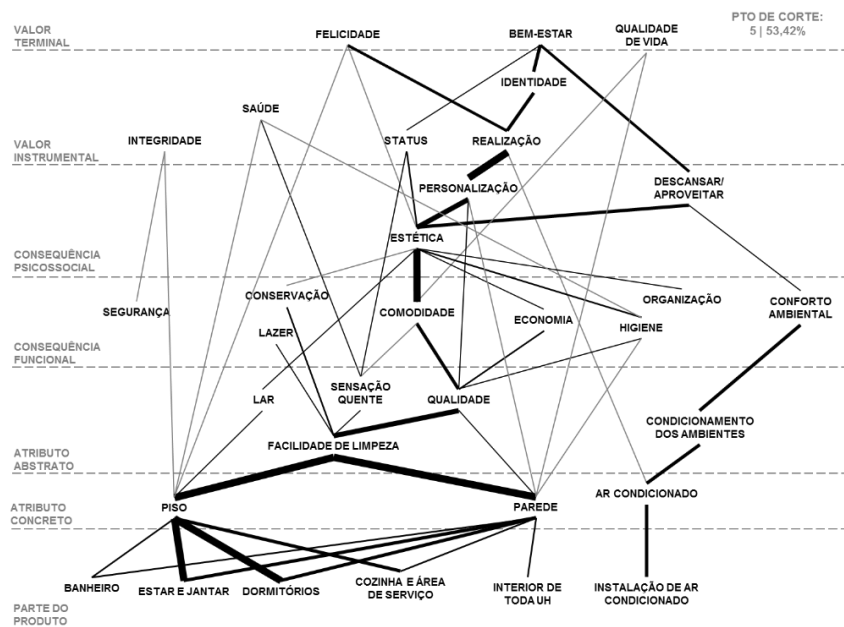 VALOR
TERMINAL
FELICIDADE
BEM-ESTAR
QUALIDADE
DE VIDA
PTO DE CORTE:
5 | 53,42%
IDENTIDADE
SAÚDE
VALOR
INSTRUMENTAL
INTEGRIDADE
STATUS
REALIZAÇÃO
PERSONALIZAÇÃO
DESCANSAR/
APROVEITAR
ESTÉTICA
CONSEQUÊNCIA
PSICOSSOCIAL
SEGURANÇA
CONSERVAÇÃO
COMODIDADE
ECONOMIA
ORGANIZAÇÃO
HIGIENE
CONFORTO
AMBIENTAL
LAZER
CONSEQUÊNCIA
FUNCIONAL
LAR
SENSAÇÃO
QUENTE
QUALIDADE
CONDICIONAMENTO
DOS AMBIENTES
FACILIDADE DE LIMPEZA
ATRIBUTO
ABSTRATO
ATRIBUTO
CONCRETO
PISO
PAREDE
AR CONDICIONADO
BANHEIRO
ESTAR E JANTAR
DORMITÓRIOS
COZINHA E ÁREA
DE SERVIÇO
INTERIOR DE
TODA UH
INSTALAÇÃO DE AR
CONDICIONADO
PARTE DO
PRODUTO